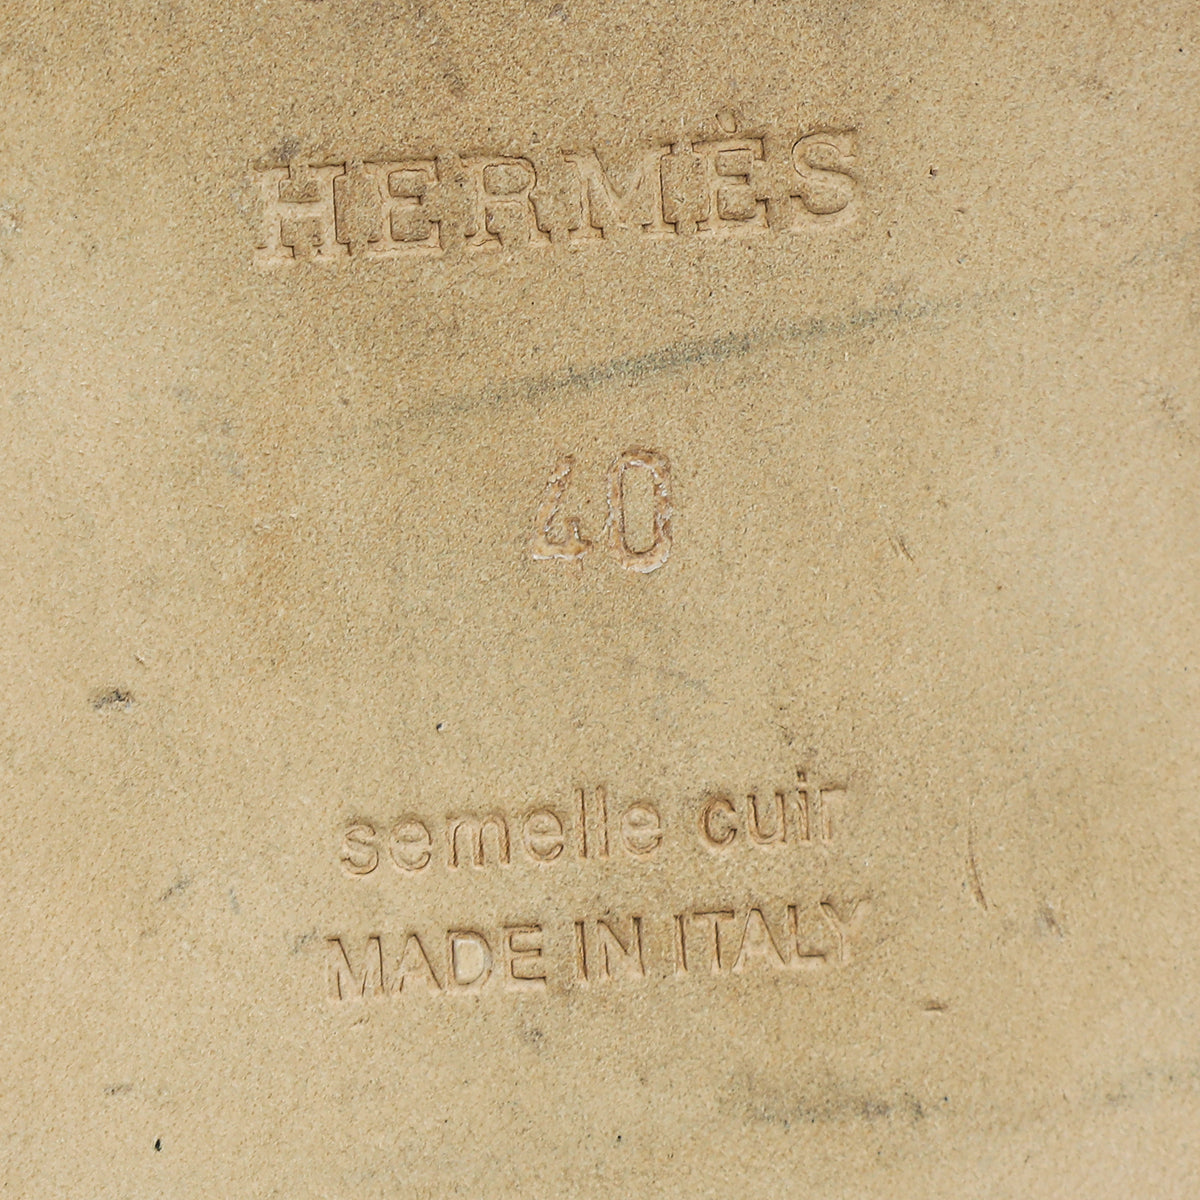 HERMÈS
40
semelle cuir
MADE IN ITALY